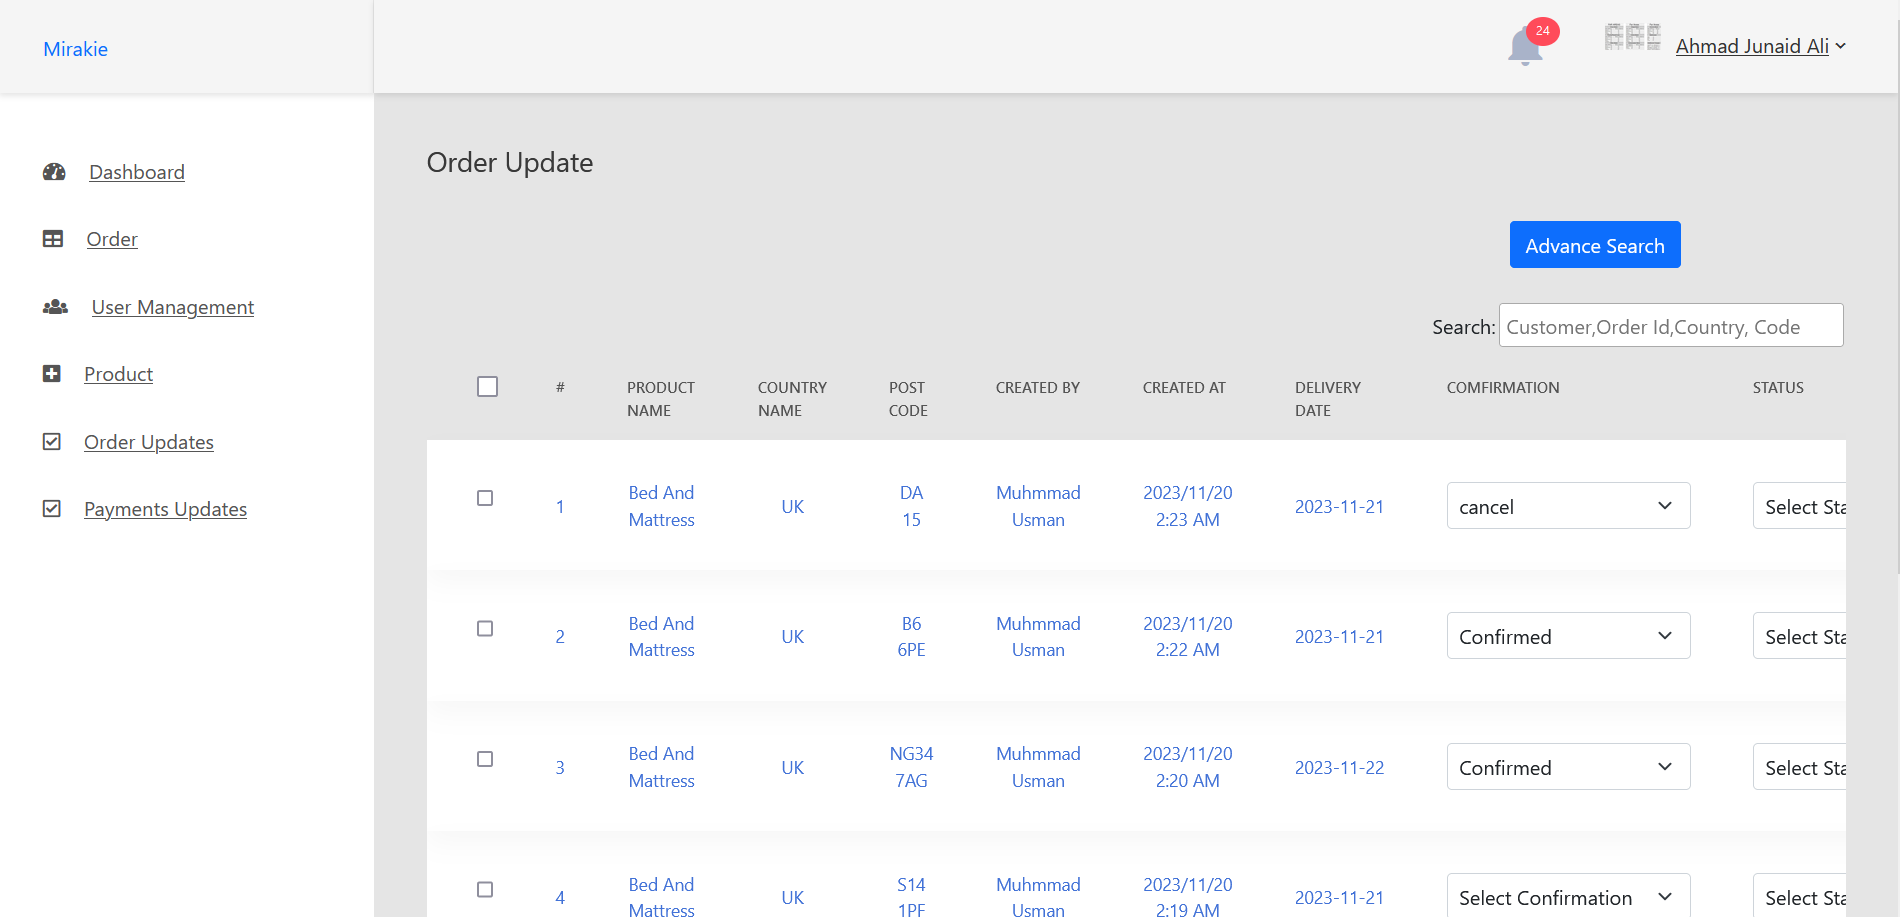 Mirakie
24
Ahmad Junaid Ali
Dashboard
Order
User Management
Product
Order Updates
Payments Updates
Order Update
Advance Search
Search: Customer,Order Id,Country, Code
# PRODUCT NAME COUNTRY NAME POST CODE CREATED BY CREATED AT DELIVERY DATE COMFIRMATION STATUS
1 Bed And Mattress UK DA 15 Muhmmad Usman 2023/11/20 2:23 AM 2023-11-21 cancel Select Sta
2 Bed And Mattress UK B6 6PE Muhmmad Usman 2023/11/20 2:22 AM 2023-11-21 Confirmed Select Sta
3 Bed And Mattress UK NG34 7AG Muhmmad Usman 2023/11/20 2:20 AM 2023-11-22 Confirmed Select Sta
4 Bed And Mattress UK S14 1PF Muhmmad Usman 2023/11/20 2:19 AM 2023-11-21 Select Confirmation Select Sta